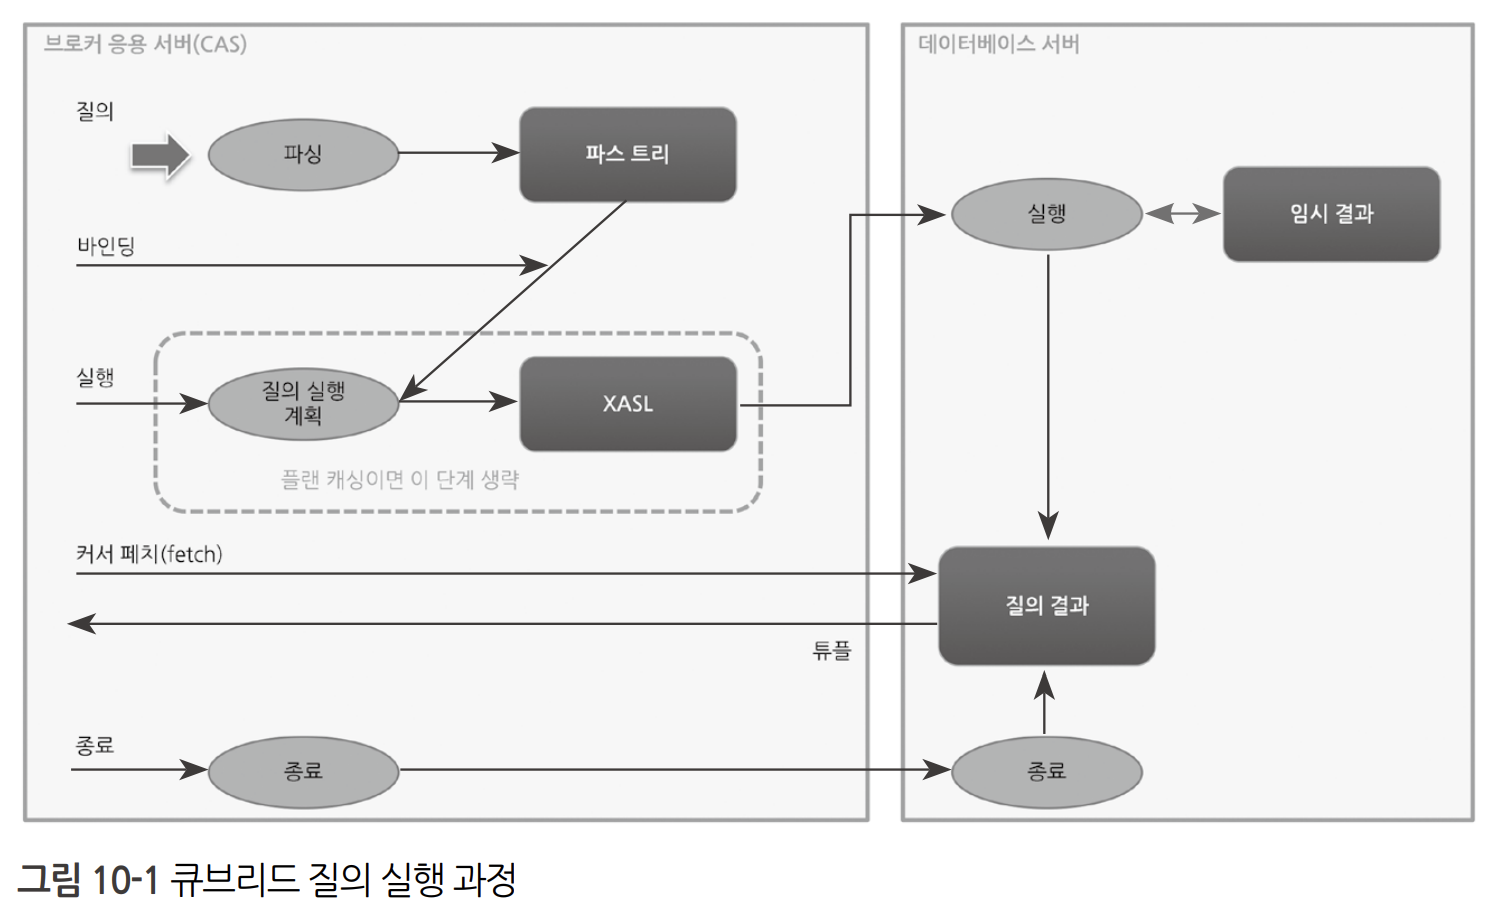 브로커 응용 서버(CAS)
데이터베이스 서버
질의
파싱
파스 트리
실행
임시 결과
바인딩
실행
질의 실행
계획
XASL
플랜 캐싱이면 이 단계 생략
커서 페치(fetch)
질의 결과
튜플
종료
종료
종료
그림 10-1 큐브리드 질의 실행 과정